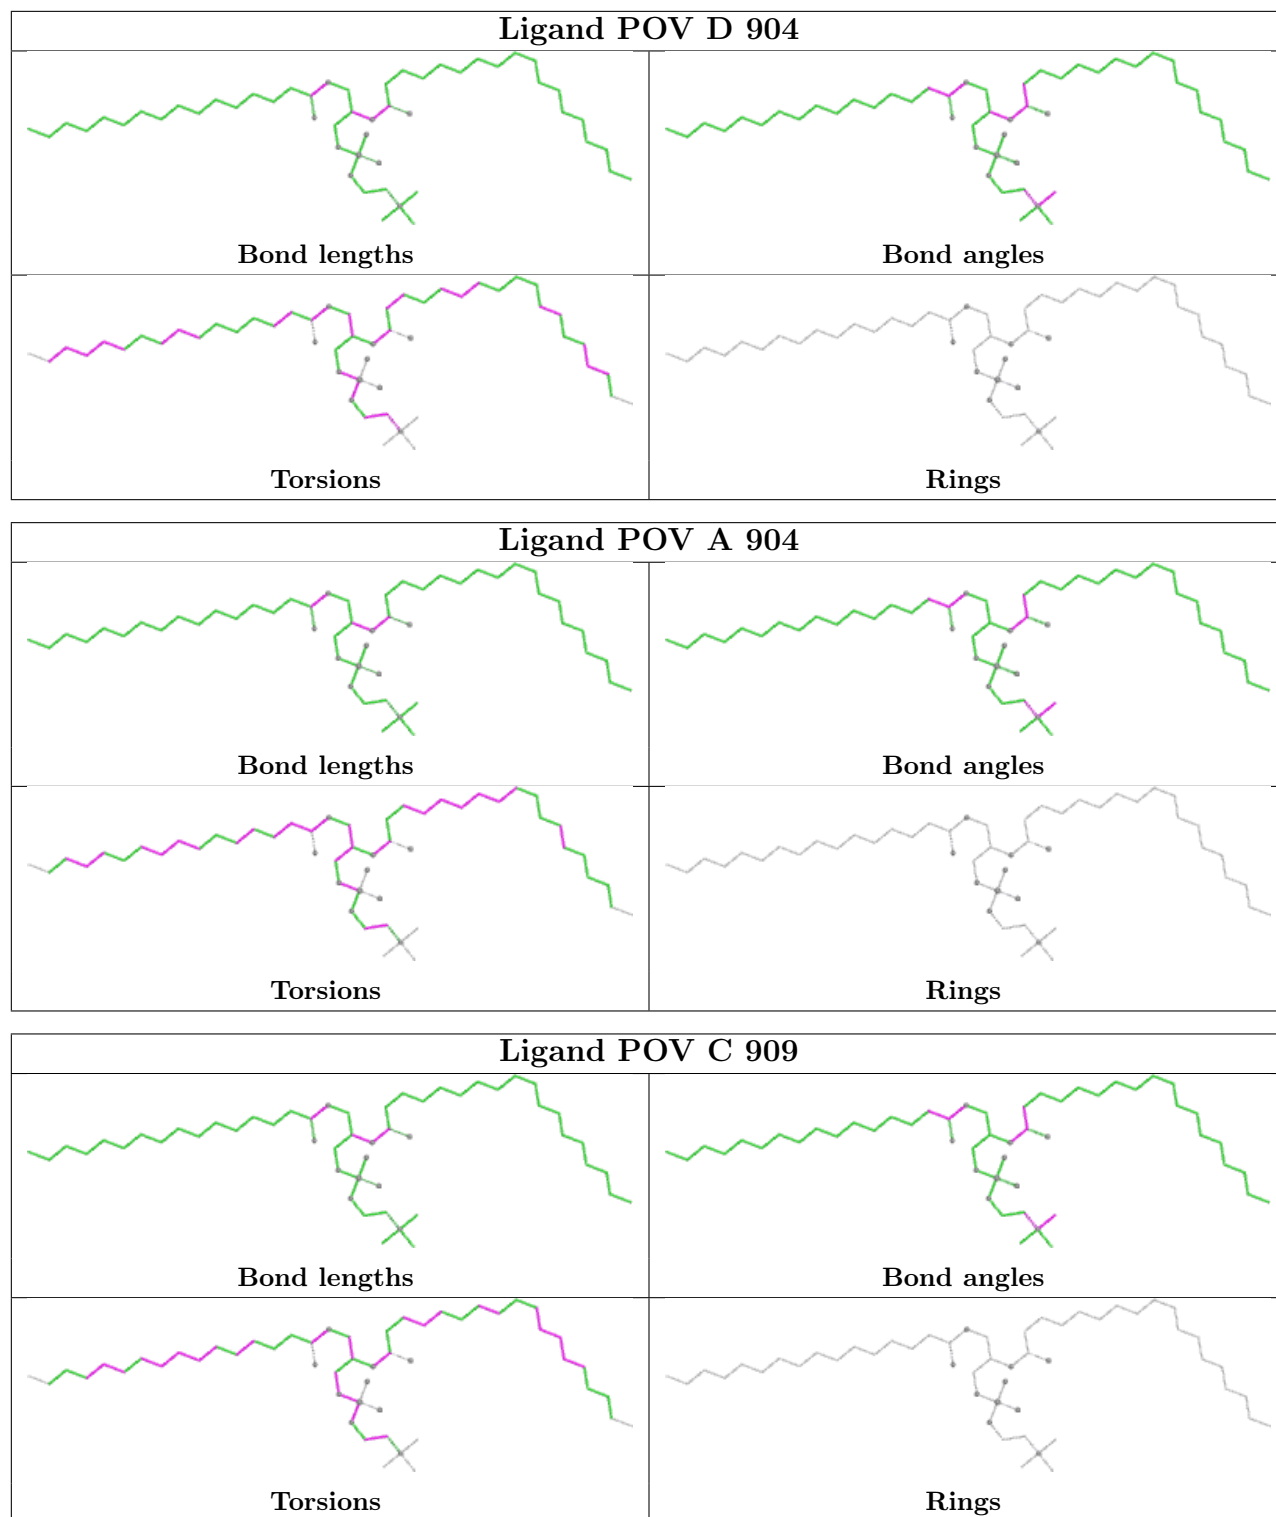 Ligand POV D 904
Bond lengths
Bond angles
Torsions
Rings
Ligand POV A 904
Bond lengths
Bond angles
Torsions
Rings
Ligand POV C 909
Bond lengths
Bond angles
Torsions
Rings